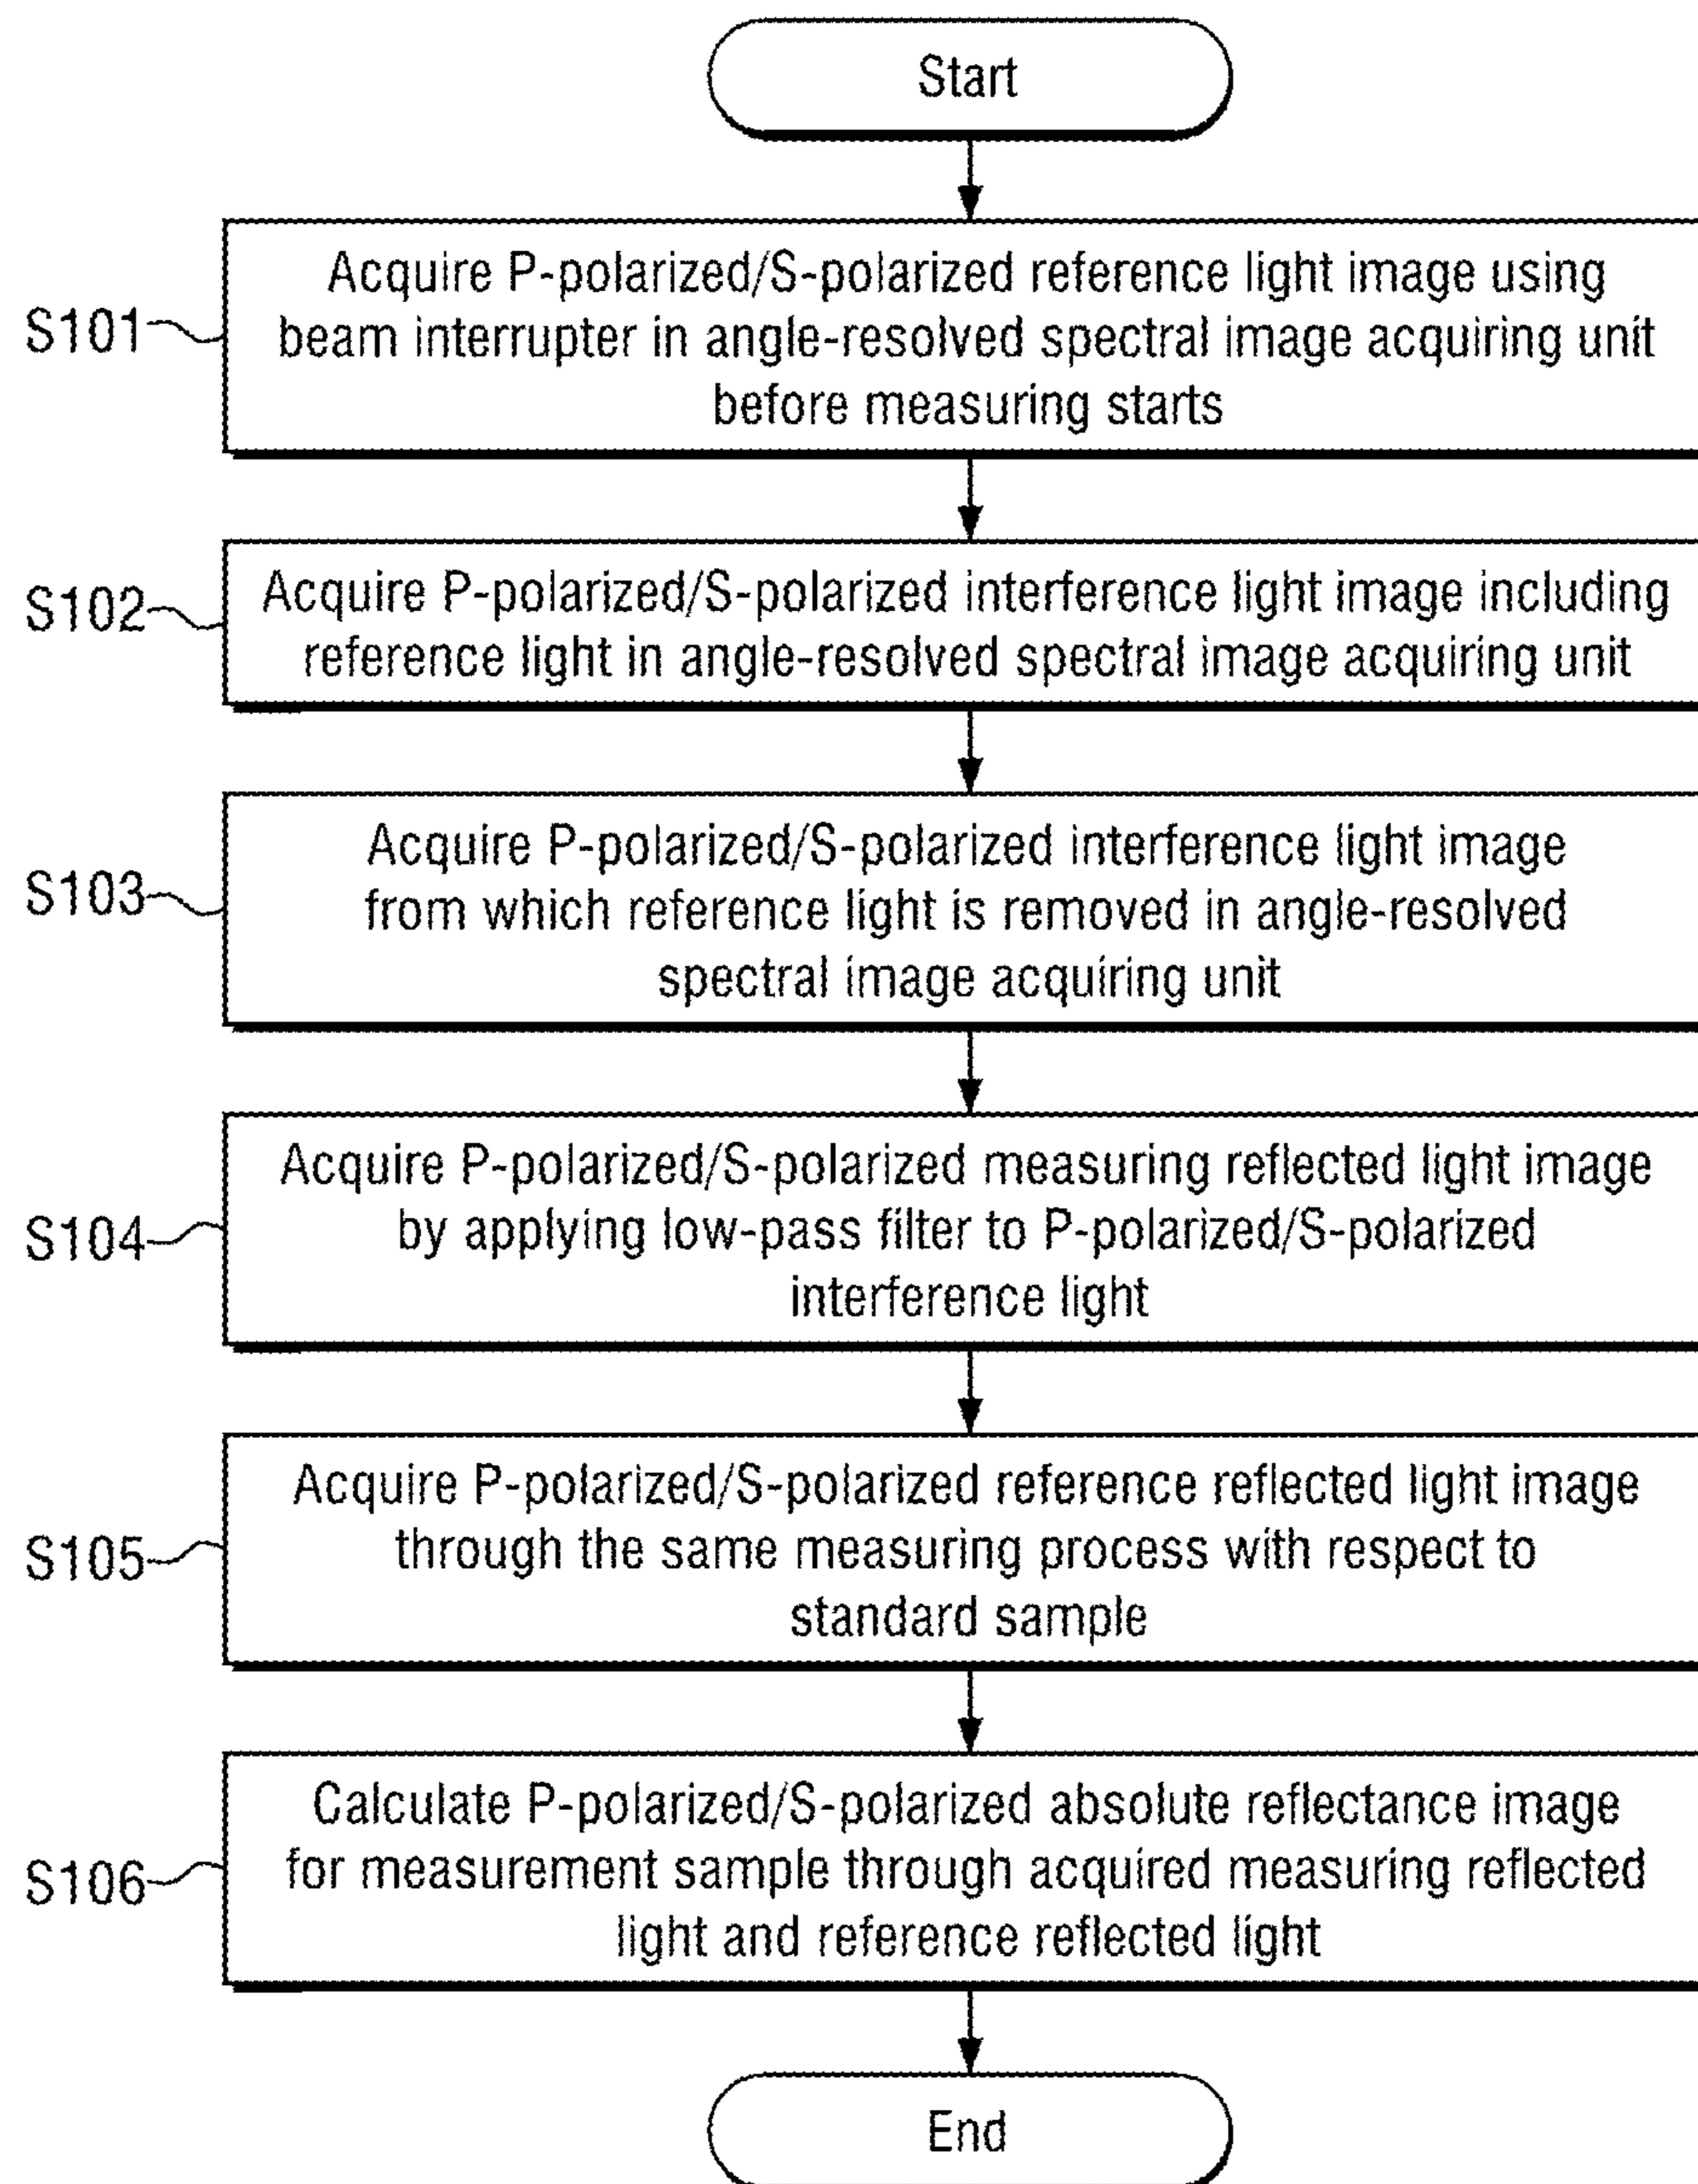 Start
S101
Acquire P-polarized/S-polarized reference light image using
beam interrupter in angle-resolved spectral image acquiring unit
before measuring starts
S102
Acquire P-polarized/S-polarized interference light image including
reference light in angle-resolved spectral image acquiring unit
S103
Acquire P-polarized/S-polarized interference light image
from which reference light is removed in angle-resolved
spectral image acquiring unit
S104
Acquire P-polarized/S-polarized measuring reflected light image
by applying low-pass filter to P-polarized/S-polarized
interference light
S105
Acquire P-polarized/S-polarized reference reflected light image
through the same measuring process with respect to
standard sample
S106
Calculate P-polarized/S-polarized absolute reflectance image
for measurement sample through acquired measuring reflected
light and reference reflected light
End